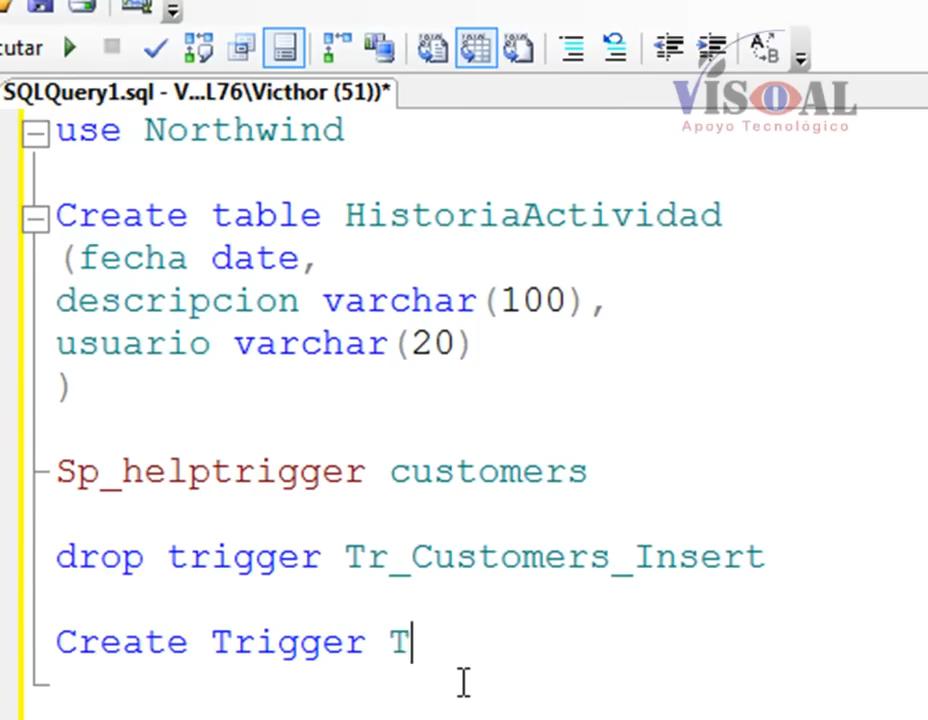 cutar
SQLQuery1.sql - V...L76\Victhor (51))*
VISOAL
Apoyo Tecnológico
use Northwind
Create table HistoriaActividad
(fecha date,
descripcion varchar(100),
usuario varchar(20)
)
Sp_helptrigger customers
drop trigger Tr_Customers_Insert
Create Trigger T